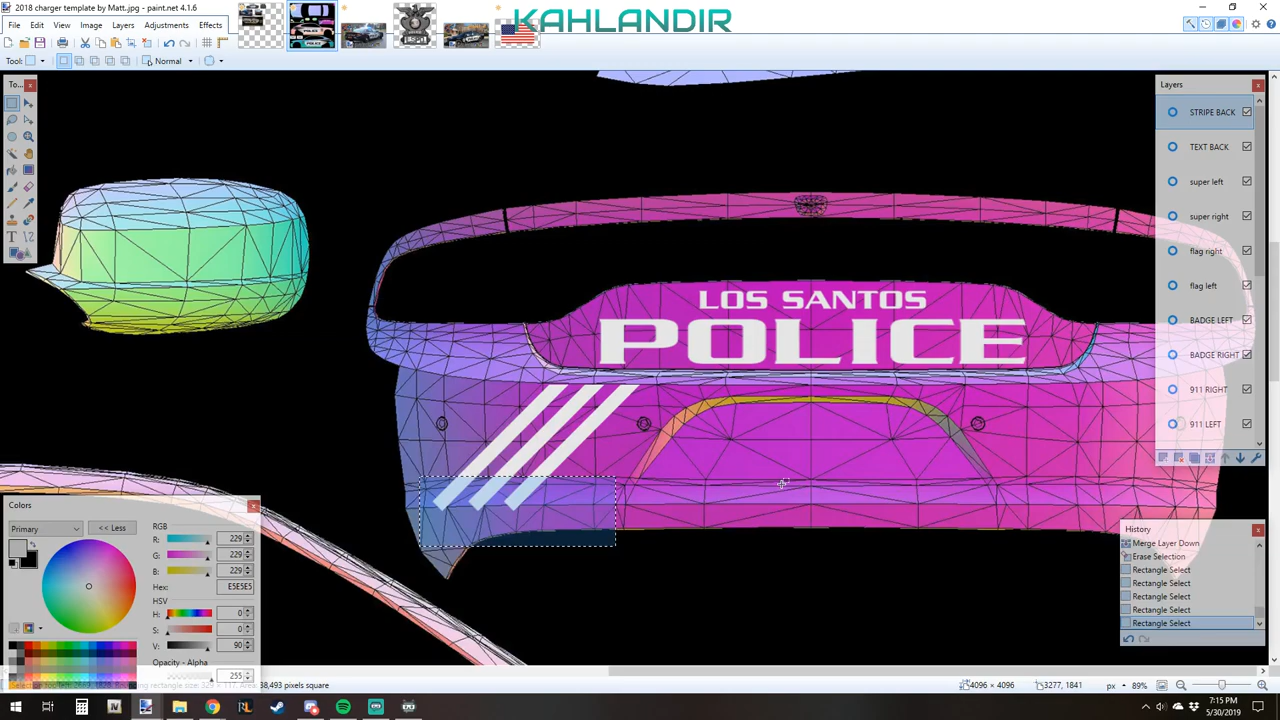 2018 charger template by Matt.jpg - paint.net 4.1.6
KAHLANDIR
File Edit View Image Layers Adjustments Effects
Tool: Normal
To... x
Layers x
STRIPE BACK
TEXT BACK
super left
super right
flag right
flag left
BADGE LEFT
BADGE RIGHT
911 RIGHT
911 LEFT
LOS SANTOS
POLICE
Colors x
Primary << Less
RGB
R: 229
G: 229
B: 229
Hex: E5E5E5
HSV
H: 0
S: 0
V: 90
Opacity - Alpha
255
History
Merge Layer Down
Erase Selection
Rectangle Select
Rectangle Select
Rectangle Select
Rectangle Select
Rectangle Select
4096 × 4096 3277, 1841 px 89%
7:15 PM
5/30/2019